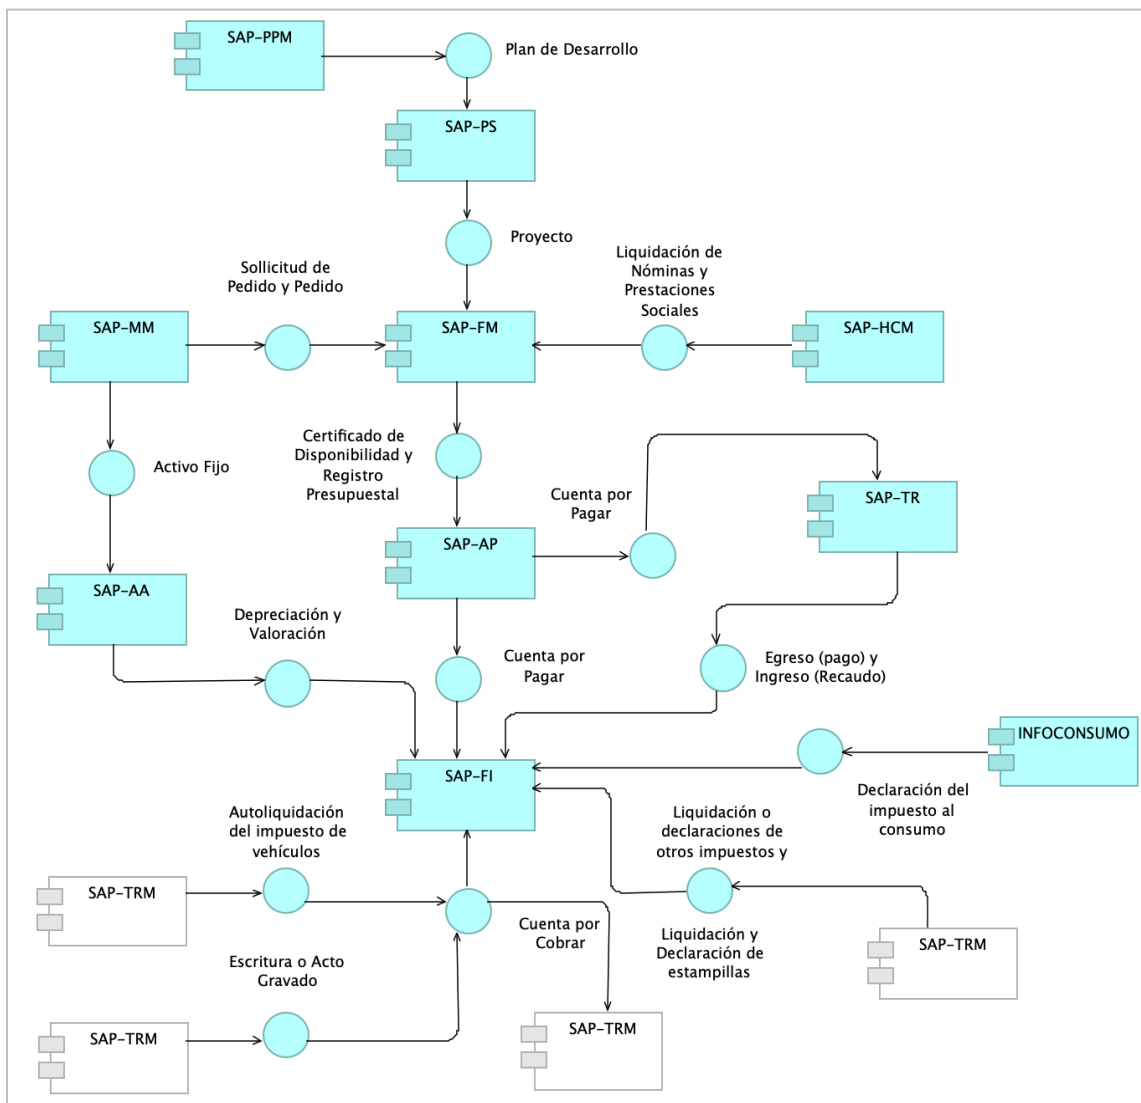 SAP-PPM
Plan de Desarrollo
SAP-PS
Proyecto
Sollicitud de
Pedido y Pedido
Liquidación de
Nóminas y
Prestaciones
Sociales
SAP-MM
SAP-FM
SAP-HCM
Activo Fijo
Certificado de
Disponibilidad y
Registro
Presupuestal
Cuenta por
Pagar
SAP-TR
SAP-AP
SAP-AA
Depreciación y
Valoración
Cuenta por
Pagar
Egreso (pago) y
Ingreso (Recaudo)
INFOCONSUMO
SAP-FI
Declaración del
impuesto al
consumo
Autoliquidación
del impuesto de
vehículos
Liquidación o
declaraciones de
otros impuestos y
SAP-TRM
Cuenta por
Cobrar
Liquidación y
Declaración de
estampillas
SAP-TRM
Escritura o Acto
Gravado
SAP-TRM
SAP-TRM